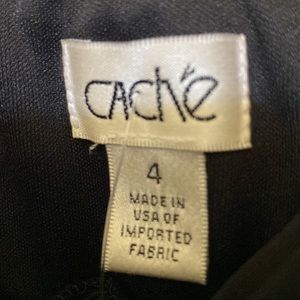 Caché
4
MADE IN
USA OF
IMPORTED
FABRIC